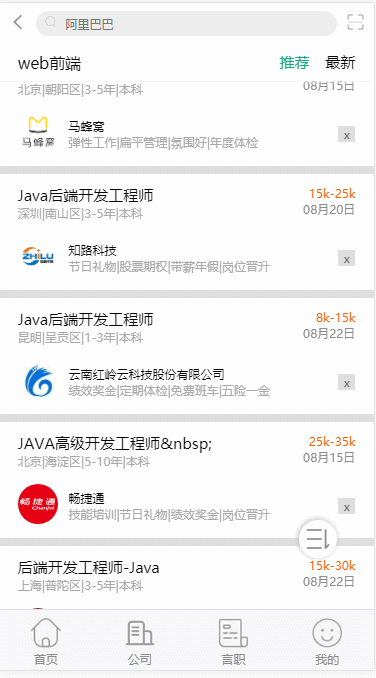 阿里巴巴
web前端 推荐 最新
北京|朝阳区|3-5年|本科 08月15日
马蜂窝
马蜂窝
弹性工作|扁平管理|氛围好|年度体检 x
Java后端开发工程师 15k-25k
深圳|南山区|3-5年|本科 08月20日
ZHILU
知路科技
节日礼物|股票期权|带薪年假|岗位晋升 x
Java后端开发工程师 8k-15k
昆明|呈贡区|1-3年|本科 08月22日
云南红岭云科技股份有限公司
绩效奖金|定期体检|免费班车|五险一金 x
JAVA高级开发工程师&nbsp; 25k-35k
北京|海淀区|5-10年|本科 08月15日
畅捷通
Chanjet
畅捷通
技能培训|节日礼物|绩效奖金|岗位晋升 x
后端开发工程师-Java 15k-30k
上海|普陀区|3-5年|本科 08月22日
首页 公司 言职 我的